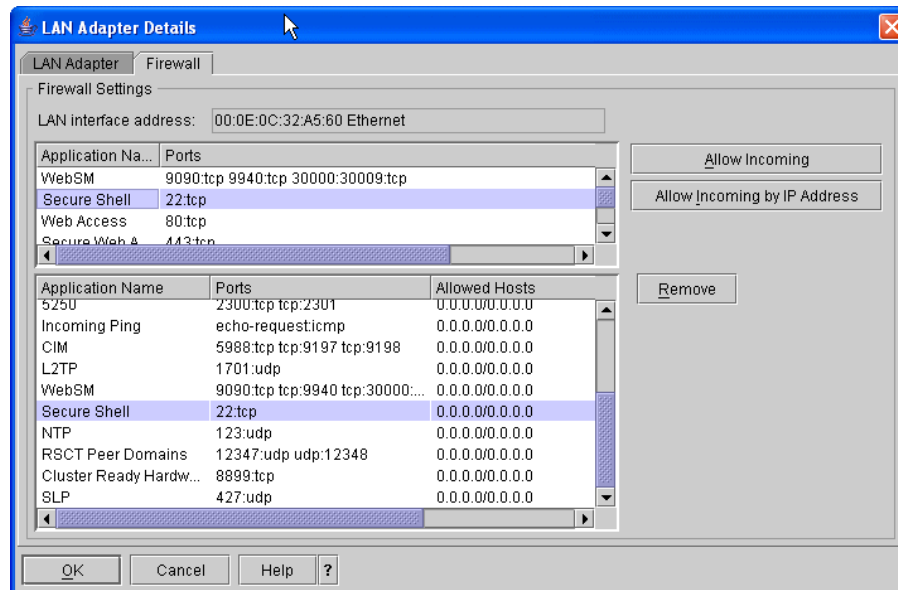 LAN Adapter Details
LAN Adapter Firewall
Firewall Settings
LAN interface address: 00:0E:0C:32:A5:60 Ethernet
Application Na... Ports
WebSM 9090:tcp 9940:tcp 30000:30009:tcp
Secure Shell 22:tcp
Web Access 80:tcp
Secure Web A 443:tcp
Allow Incoming
Allow Incoming by IP Address
Application Name Ports Allowed Hosts
5250 2300:tcp tcp:2301 0.0.0.0/0.0.0.0
Incoming Ping echo-request:icmp 0.0.0.0/0.0.0.0
CIM 5988:tcp tcp:9197 tcp:9198 0.0.0.0/0.0.0.0
L2TP 1701:udp 0.0.0.0/0.0.0.0
WebSM 9090:tcp tcp:9940 tcp:30000:... 0.0.0.0/0.0.0.0
Secure Shell 22:tcp 0.0.0.0/0.0.0.0
NTP 123:udp 0.0.0.0/0.0.0.0
RSCT Peer Domains 12347:udp udp:12348 0.0.0.0/0.0.0.0
Cluster Ready Hardw... 8899:tcp 0.0.0.0/0.0.0.0
SLP 427:udp 0.0.0.0/0.0.0.0
Remove
OK Cancel Help ?